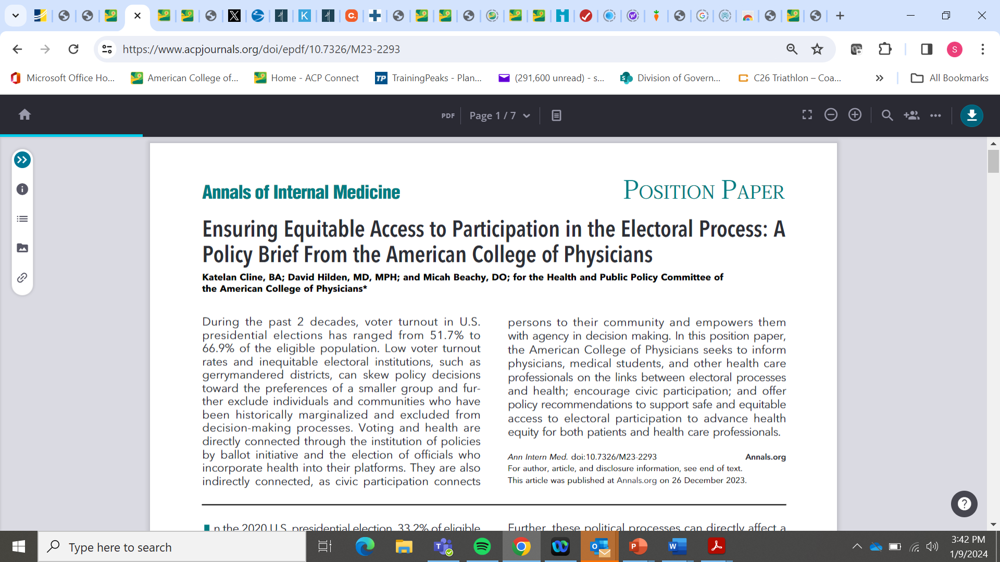 https://www.acpjournals.org/doi/epdf/10.7326/M23-2293
S
Microsoft Office Ho...
American College of...
Home - ACP Connect
TP
TrainingPeaks - Plan...
(291,600 unread) - s...
Division of Govern...
C26 Triathlon – Coa...
All Bookmarks
PDF
Page 1 / 7
Annals of Internal Medicine
POSITION PAPER
Ensuring Equitable Access to Participation in the Electoral Process: A
Policy Brief From the American College of Physicians
Katelan Cline, BA; David Hilden, MD, MPH; and Micah Beachy, DO; for the Health and Public Policy Committee of
the American College of Physicians*
During the past 2 decades, voter turnout in U.S.
presidential elections has ranged from 51.7% to
66.9% of the eligible population. Low voter turnout
rates and inequitable electoral institutions, such as
gerrymandered districts, can skew policy decisions
toward the preferences of a smaller group and fur-
ther exclude individuals and communities who have
been historically marginalized and excluded from
decision-making processes. Voting and health are
directly connected through the institution of policies
by ballot initiative and the election of officials who
incorporate health into their platforms. They are also
indirectly connected, as civic participation connects
persons to their community and empowers them
with agency in decision making. In this position paper,
the American College of Physicians seeks to inform
physicians, medical students, and other health care
professionals on the links between electoral processes
and health; encourage civic participation; and offer
policy recommendations to support safe and equitable
access to electoral participation to advance health
equity for both patients and health care professionals.
Ann Intern Med. doi:10.7326/M23-2293
Annals.org
For author, article, and disclosure information, see end of text.
This article was published at Annals.org on 26 December 2023.
In the 2020 U.S. presidential election, 33.2% of eligible
Further, these political processes can directly affect a
Type here to search
3:42 PM
1/9/2024